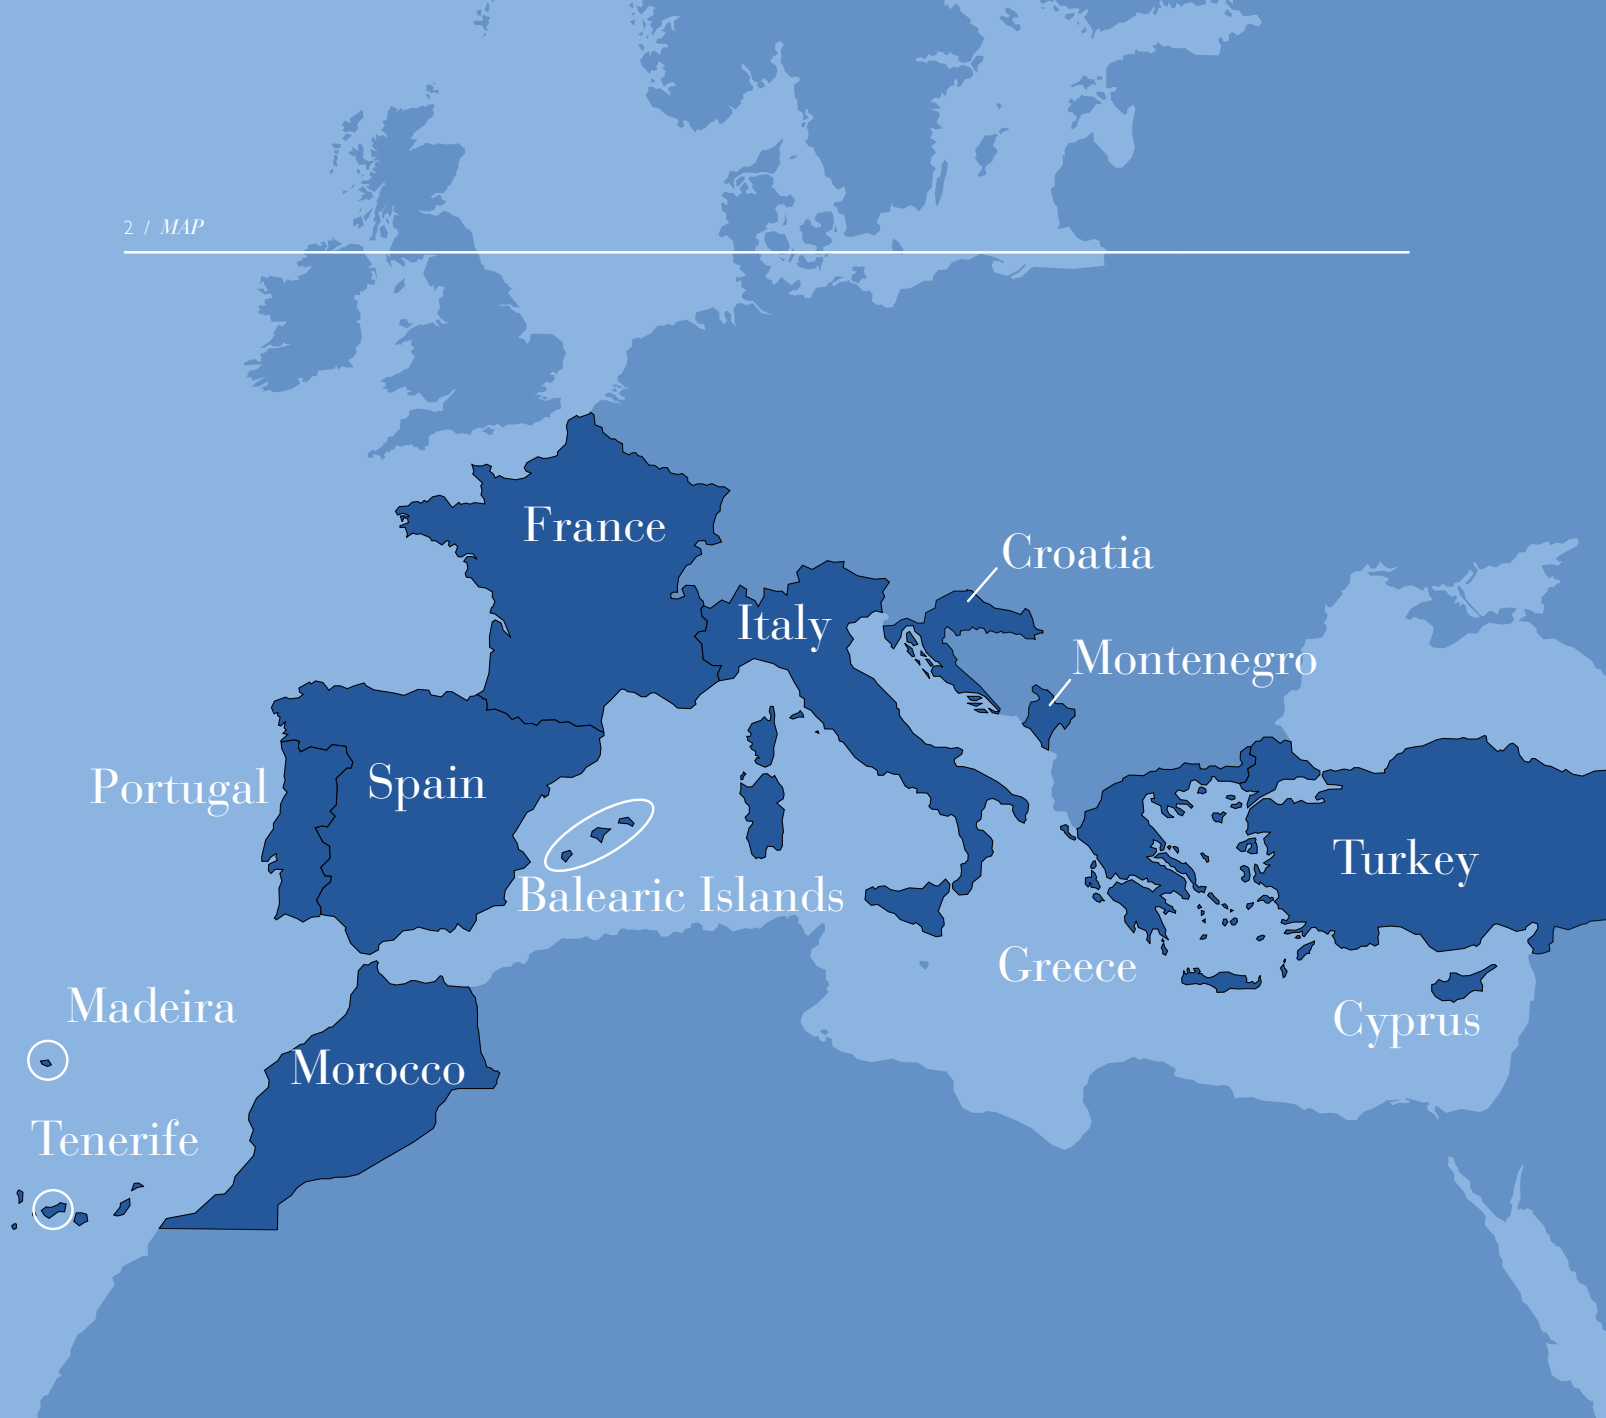 2 / MAP
France
Croatia
Italy
Montenegro
Portugal
Spain
Turkey
Balearic Islands
Greece
Madeira
Cyprus
Morocco
Tenerife